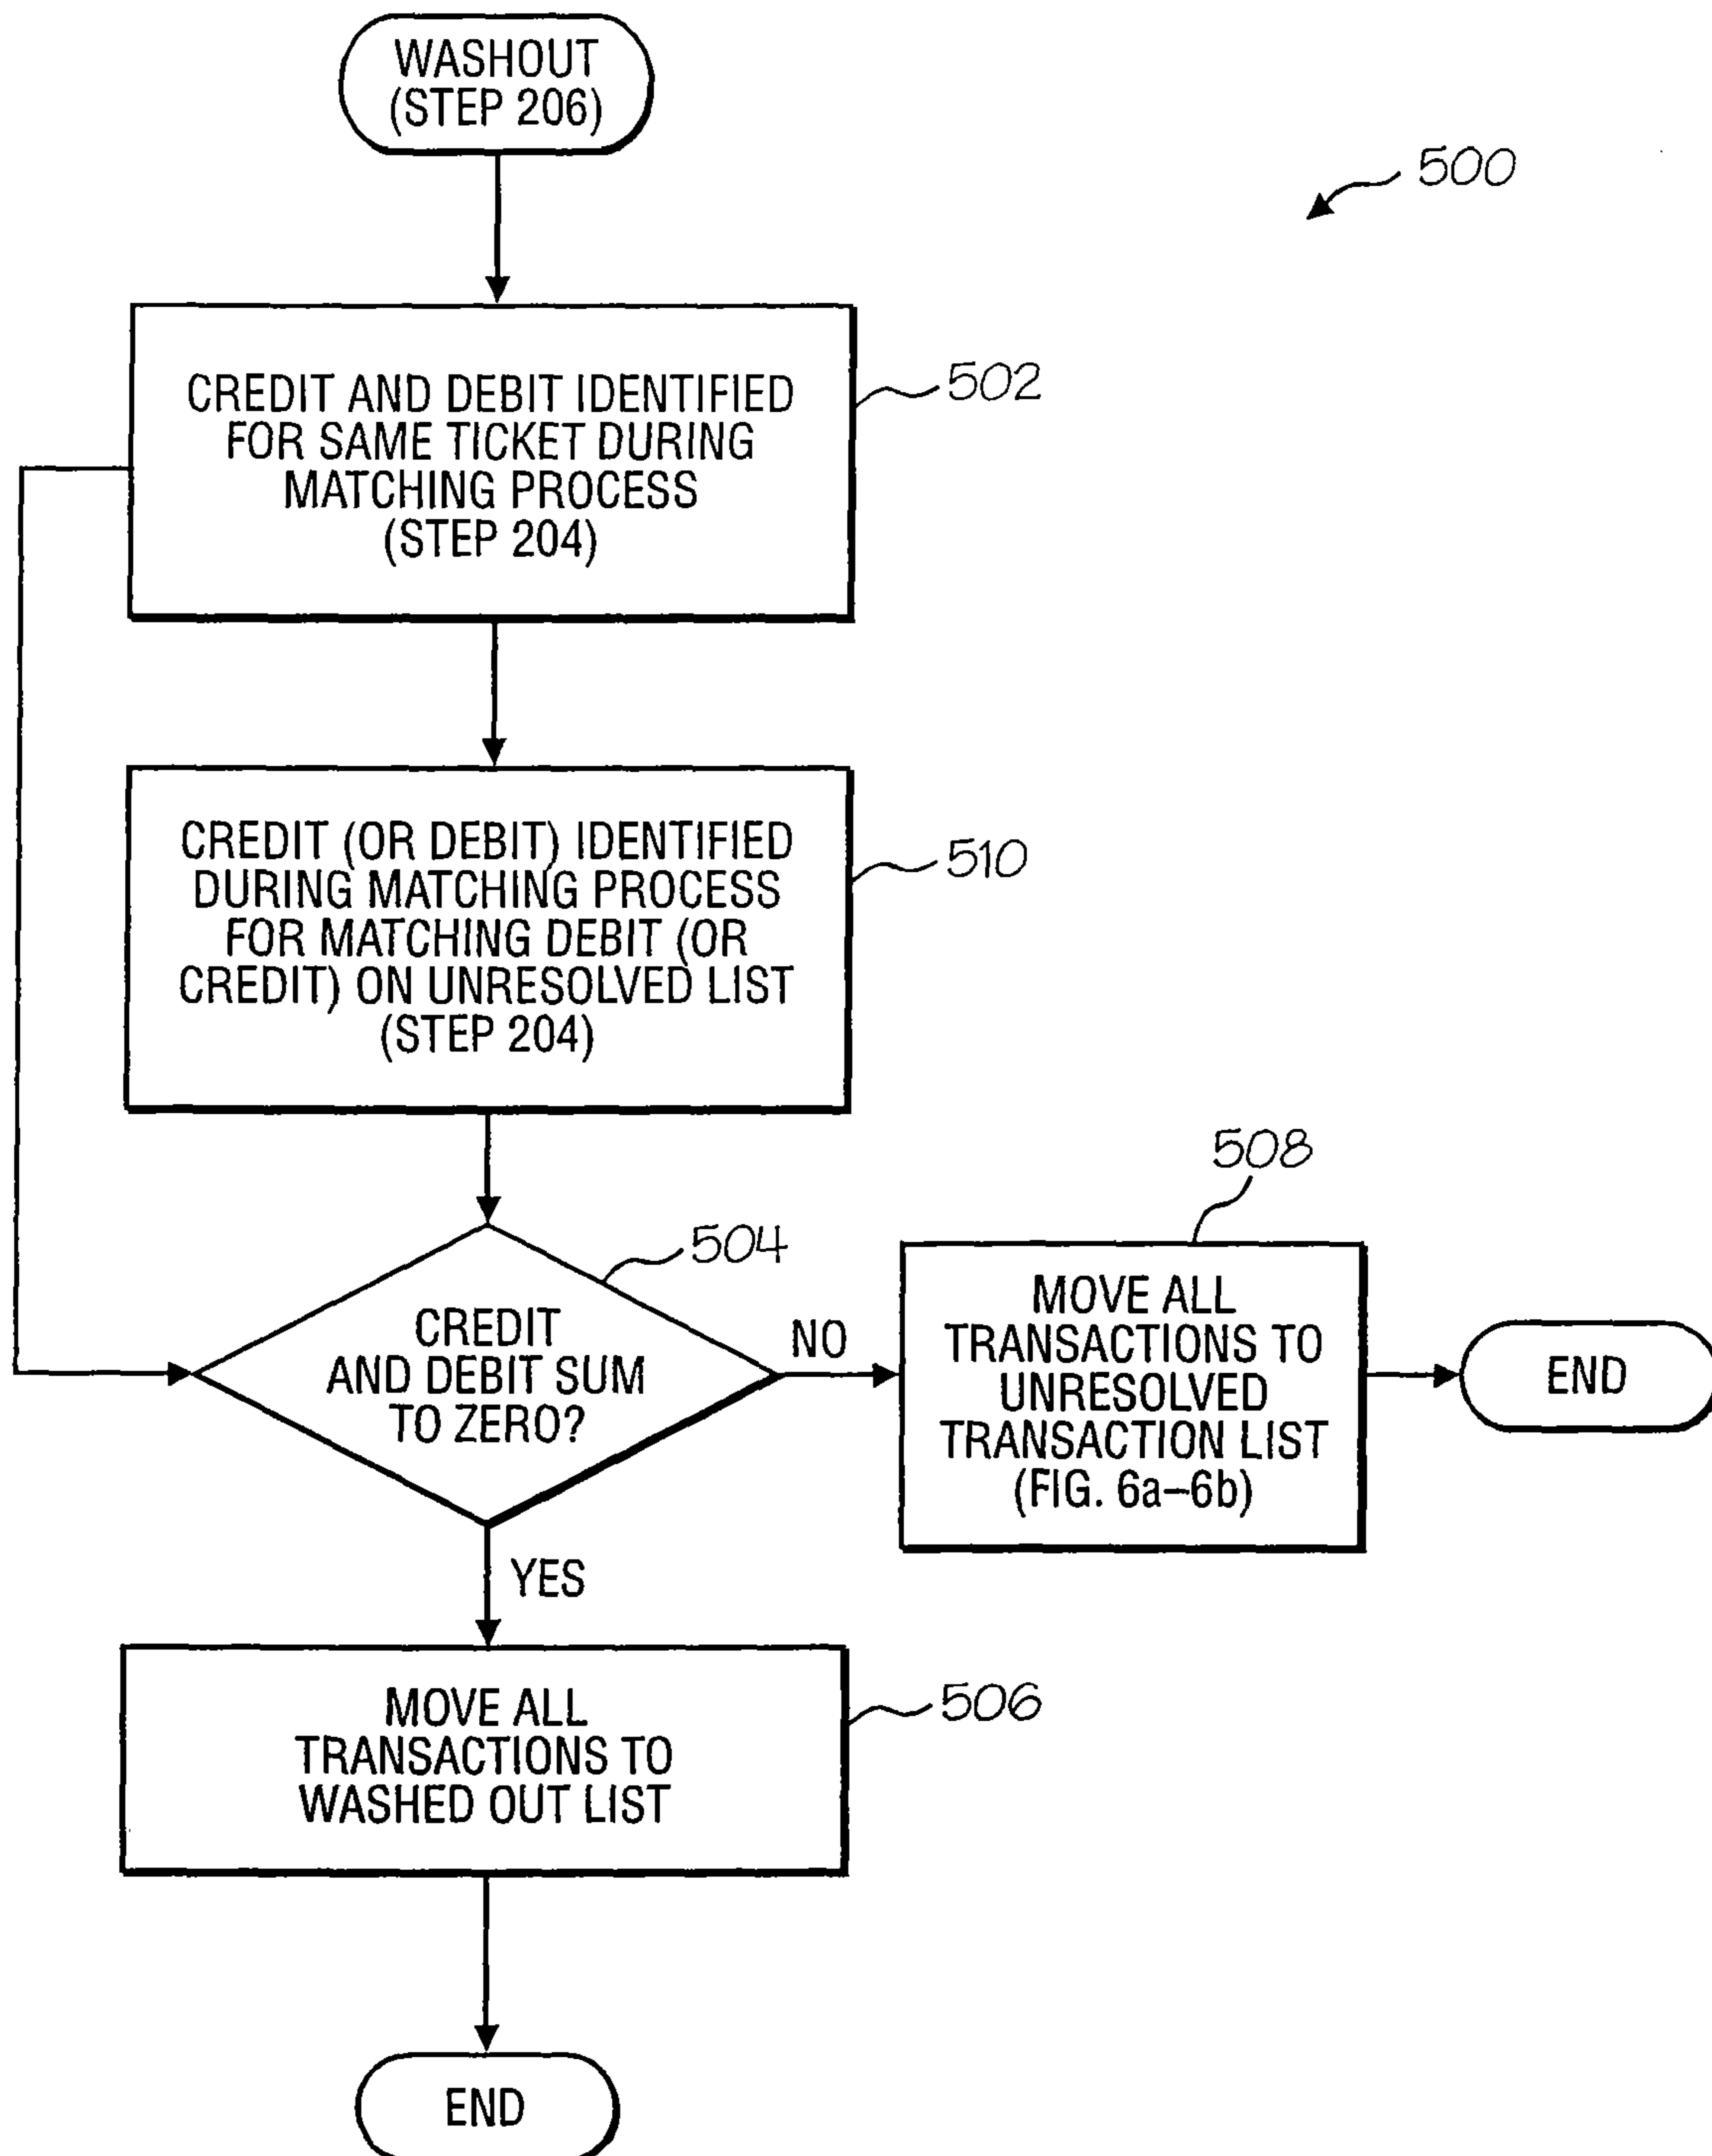 WASHOUT
(STEP 206)
500
CREDIT AND DEBIT IDENTIFIED
FOR SAME TICKET DURING
MATCHING PROCESS
(STEP 204)
502
CREDIT (OR DEBIT) IDENTIFIED
DURING MATCHING PROCESS
FOR MATCHING DEBIT (OR
CREDIT) ON UNRESOLVED LIST
(STEP 204)
510
504
CREDIT
AND DEBIT SUM
TO ZERO?
NO
508
MOVE ALL
TRANSACTIONS TO
UNRESOLVED
TRANSACTION LIST
(FIG. 6a–6b)
END
YES
MOVE ALL
TRANSACTIONS TO
WASHED OUT LIST
506
END